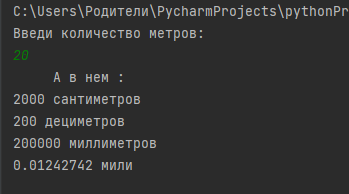 C:\Users\Родители\PycharmProjects\pythonPr
Введи количество метров:
20
А в нем :
2000 сантиметров
200 дециметров
200000 миллиметров
0.01242742 мили